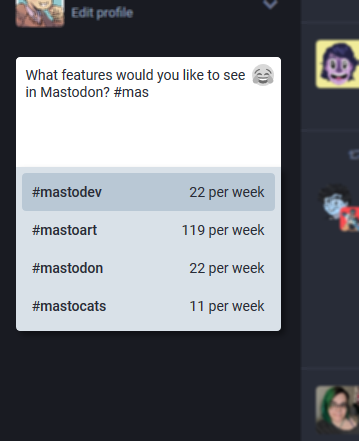 Edit profile
What features would you like to see
in Mastodon? #mas
#mastodev 22 per week
#mastoart 119 per week
#mastodon 22 per week
#mastocats 11 per week